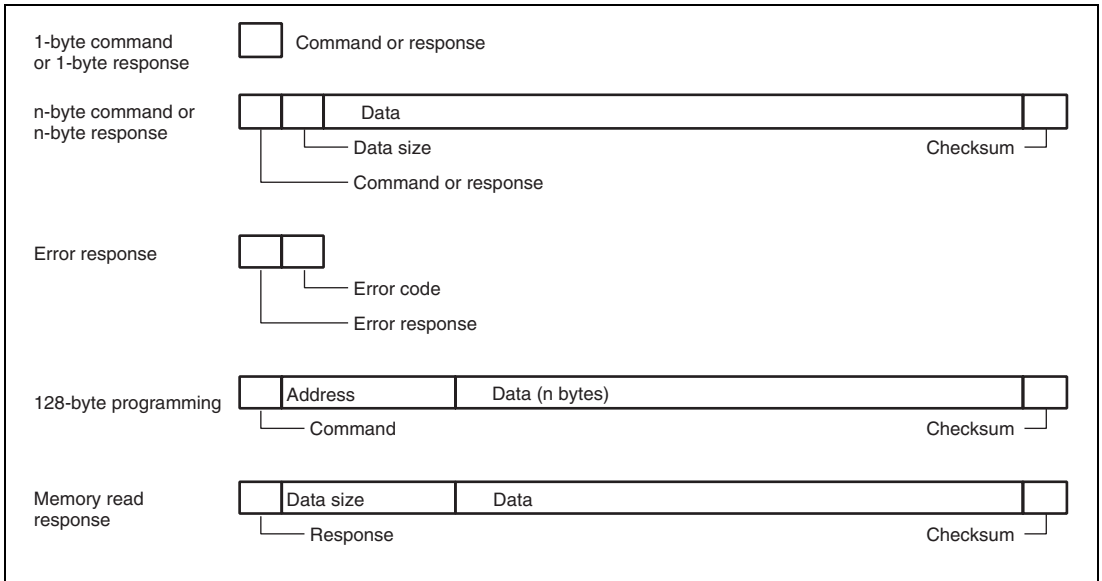 1-byte command
or 1-byte response
Command or response
n-byte command or
n-byte response
Data
Data size
Checksum
Command or response
Error response
Error code
Error response
128-byte programming
Address
Data (n bytes)
Command
Checksum
Memory read
response
Data size
Data
Response
Checksum